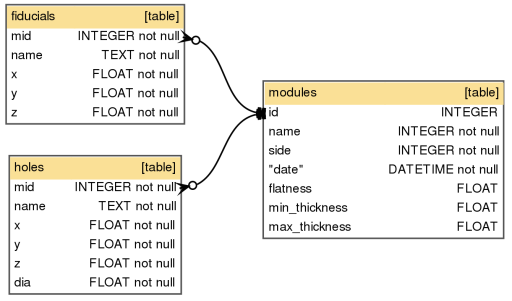 fiducials [table]
mid INTEGER not null
name TEXT not null
x FLOAT not null
y FLOAT not null
z FLOAT not null
modules [table]
id INTEGER
name INTEGER not null
side INTEGER not null
"date" DATETIME not null
flatness FLOAT
min_thickness FLOAT
max_thickness FLOAT
holes [table]
mid INTEGER not null
name TEXT not null
x FLOAT not null
y FLOAT not null
z FLOAT not null
dia FLOAT not null